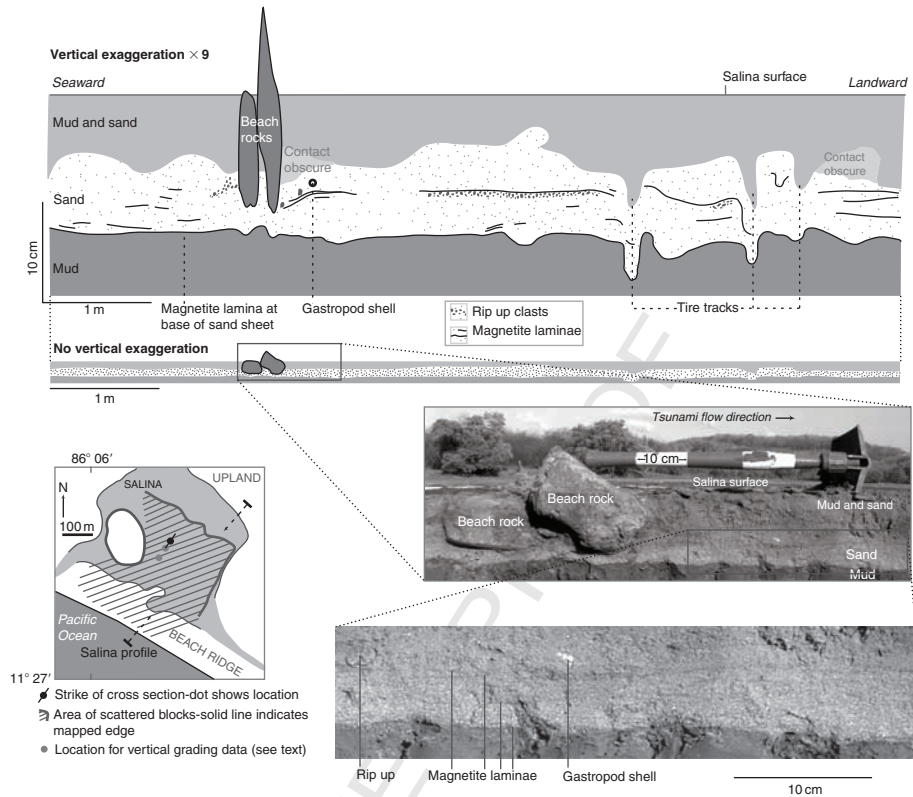 Vertical exaggeration × 9
Seaward
Salina surface
Landward
Mud and sand
Beach
rocks
Contact
obscure
Contact
obscure
Sand
10 cm
Mud
1 m
Magnetite lamina at
base of sand sheet
Gastropod shell
Tire tracks
Rip up clasts
Magnetite laminae
No vertical exaggeration
1 m
Tsunami flow direction
10 cm
Salina surface
Beach rock
Beach rock
Mud and sand
Sand
Mud
86° 06′
N
100 m
SALINA
UPLAND
Pacific
Ocean
BEACH RIDGE
Salina profile
11° 27′
Strike of cross section-dot shows location
Area of scattered blocks-solid line indicates
mapped edge
Location for vertical grading data (see text)
Rip up
Magnetite laminae
Gastropod shell
10 cm